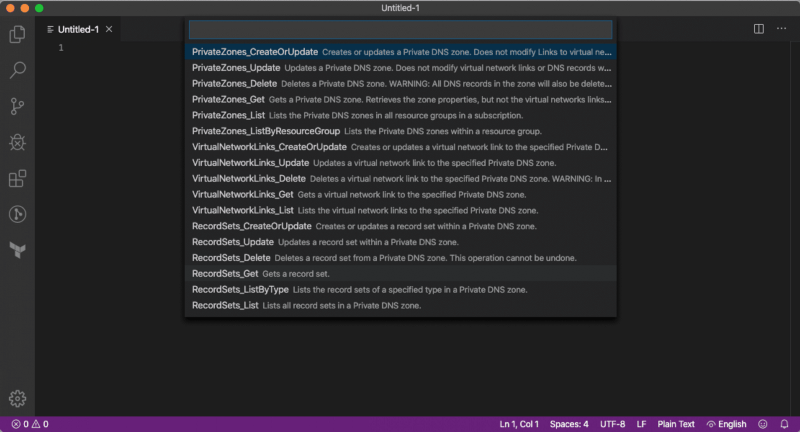 Untitled-1
Untitled-1
1
PrivateZones_CreateOrUpdate Creates or updates a Private DNS zone. Does not modify Links to virtual ne...
PrivateZones_Update Updates a Private DNS zone. Does not modify virtual network links or DNS records w...
PrivateZones_Delete Deletes a Private DNS zone. WARNING: All DNS records in the zone will also be delete...
PrivateZones_Get Gets a Private DNS zone. Retrieves the zone properties, but not the virtual networks links...
PrivateZones_List Lists the Private DNS zones in all resource groups in a subscription.
PrivateZones_ListByResourceGroup Lists the Private DNS zones within a resource group.
VirtualNetworkLinks_CreateOrUpdate Creates or updates a virtual network link to the specified Private D...
VirtualNetworkLinks_Update Updates a virtual network link to the specified Private DNS zone.
VirtualNetworkLinks_Delete Deletes a virtual network link to the specified Private DNS zone. WARNING: In ...
VirtualNetworkLinks_Get Gets a virtual network link to the specified Private DNS zone.
VirtualNetworkLinks_List Lists the virtual network links to the specified Private DNS zone.
RecordSets_CreateOrUpdate Creates or updates a record set within a Private DNS zone.
RecordSets_Update Updates a record set within a Private DNS zone.
RecordSets_Delete Deletes a record set from a Private DNS zone. This operation cannot be undone.
RecordSets_Get Gets a record set.
RecordSets_ListByType Lists the record sets of a specified type in a Private DNS zone.
RecordSets_List Lists all record sets in a Private DNS zone.
0 0 Ln 1, Col 1 Spaces: 4 UTF-8 LF Plain Text English